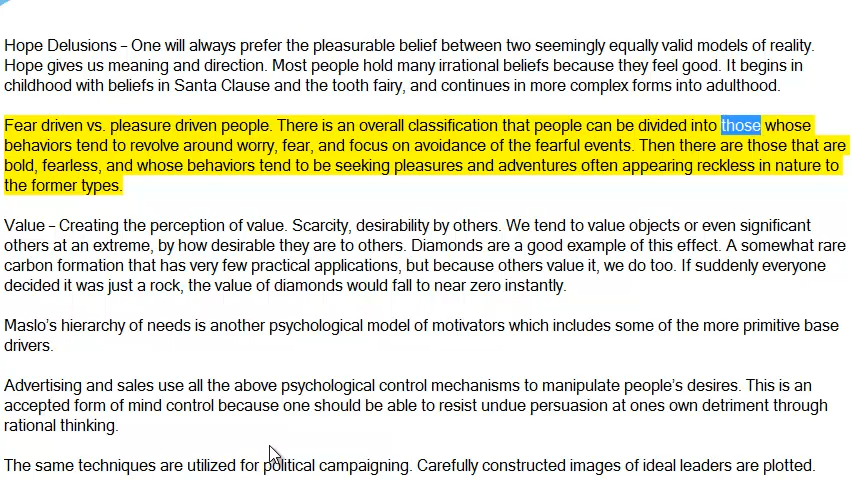 Hope Delusions – One will always prefer the pleasurable belief between two seemingly equally valid models of reality.
Hope gives us meaning and direction. Most people hold many irrational beliefs because they feel good. It begins in
childhood with beliefs in Santa Clause and the tooth fairy, and continues in more complex forms into adulthood.
Fear driven vs. pleasure driven people. There is an overall classification that people can be divided into those whose
behaviors tend to revolve around worry, fear, and focus on avoidance of the fearful events. Then there are those that are
bold, fearless, and whose behaviors tend to be seeking pleasures and adventures often appearing reckless in nature to
the former types.
Value – Creating the perception of value. Scarcity, desirability by others. We tend to value objects or even significant
others at an extreme, by how desirable they are to others. Diamonds are a good example of this effect. A somewhat rare
carbon formation that has very few practical applications, but because others value it, we do too. If suddenly everyone
decided it was just a rock, the value of diamonds would fall to near zero instantly.
Maslo's hierarchy of needs is another psychological model of motivators which includes some of the more primitive base
drivers.
Advertising and sales use all the above psychological control mechanisms to manipulate people's desires. This is an
accepted form of mind control because one should be able to resist undue persuasion at ones own detriment through
rational thinking.
The same techniques are utilized for political campaigning. Carefully constructed images of ideal leaders are plotted.